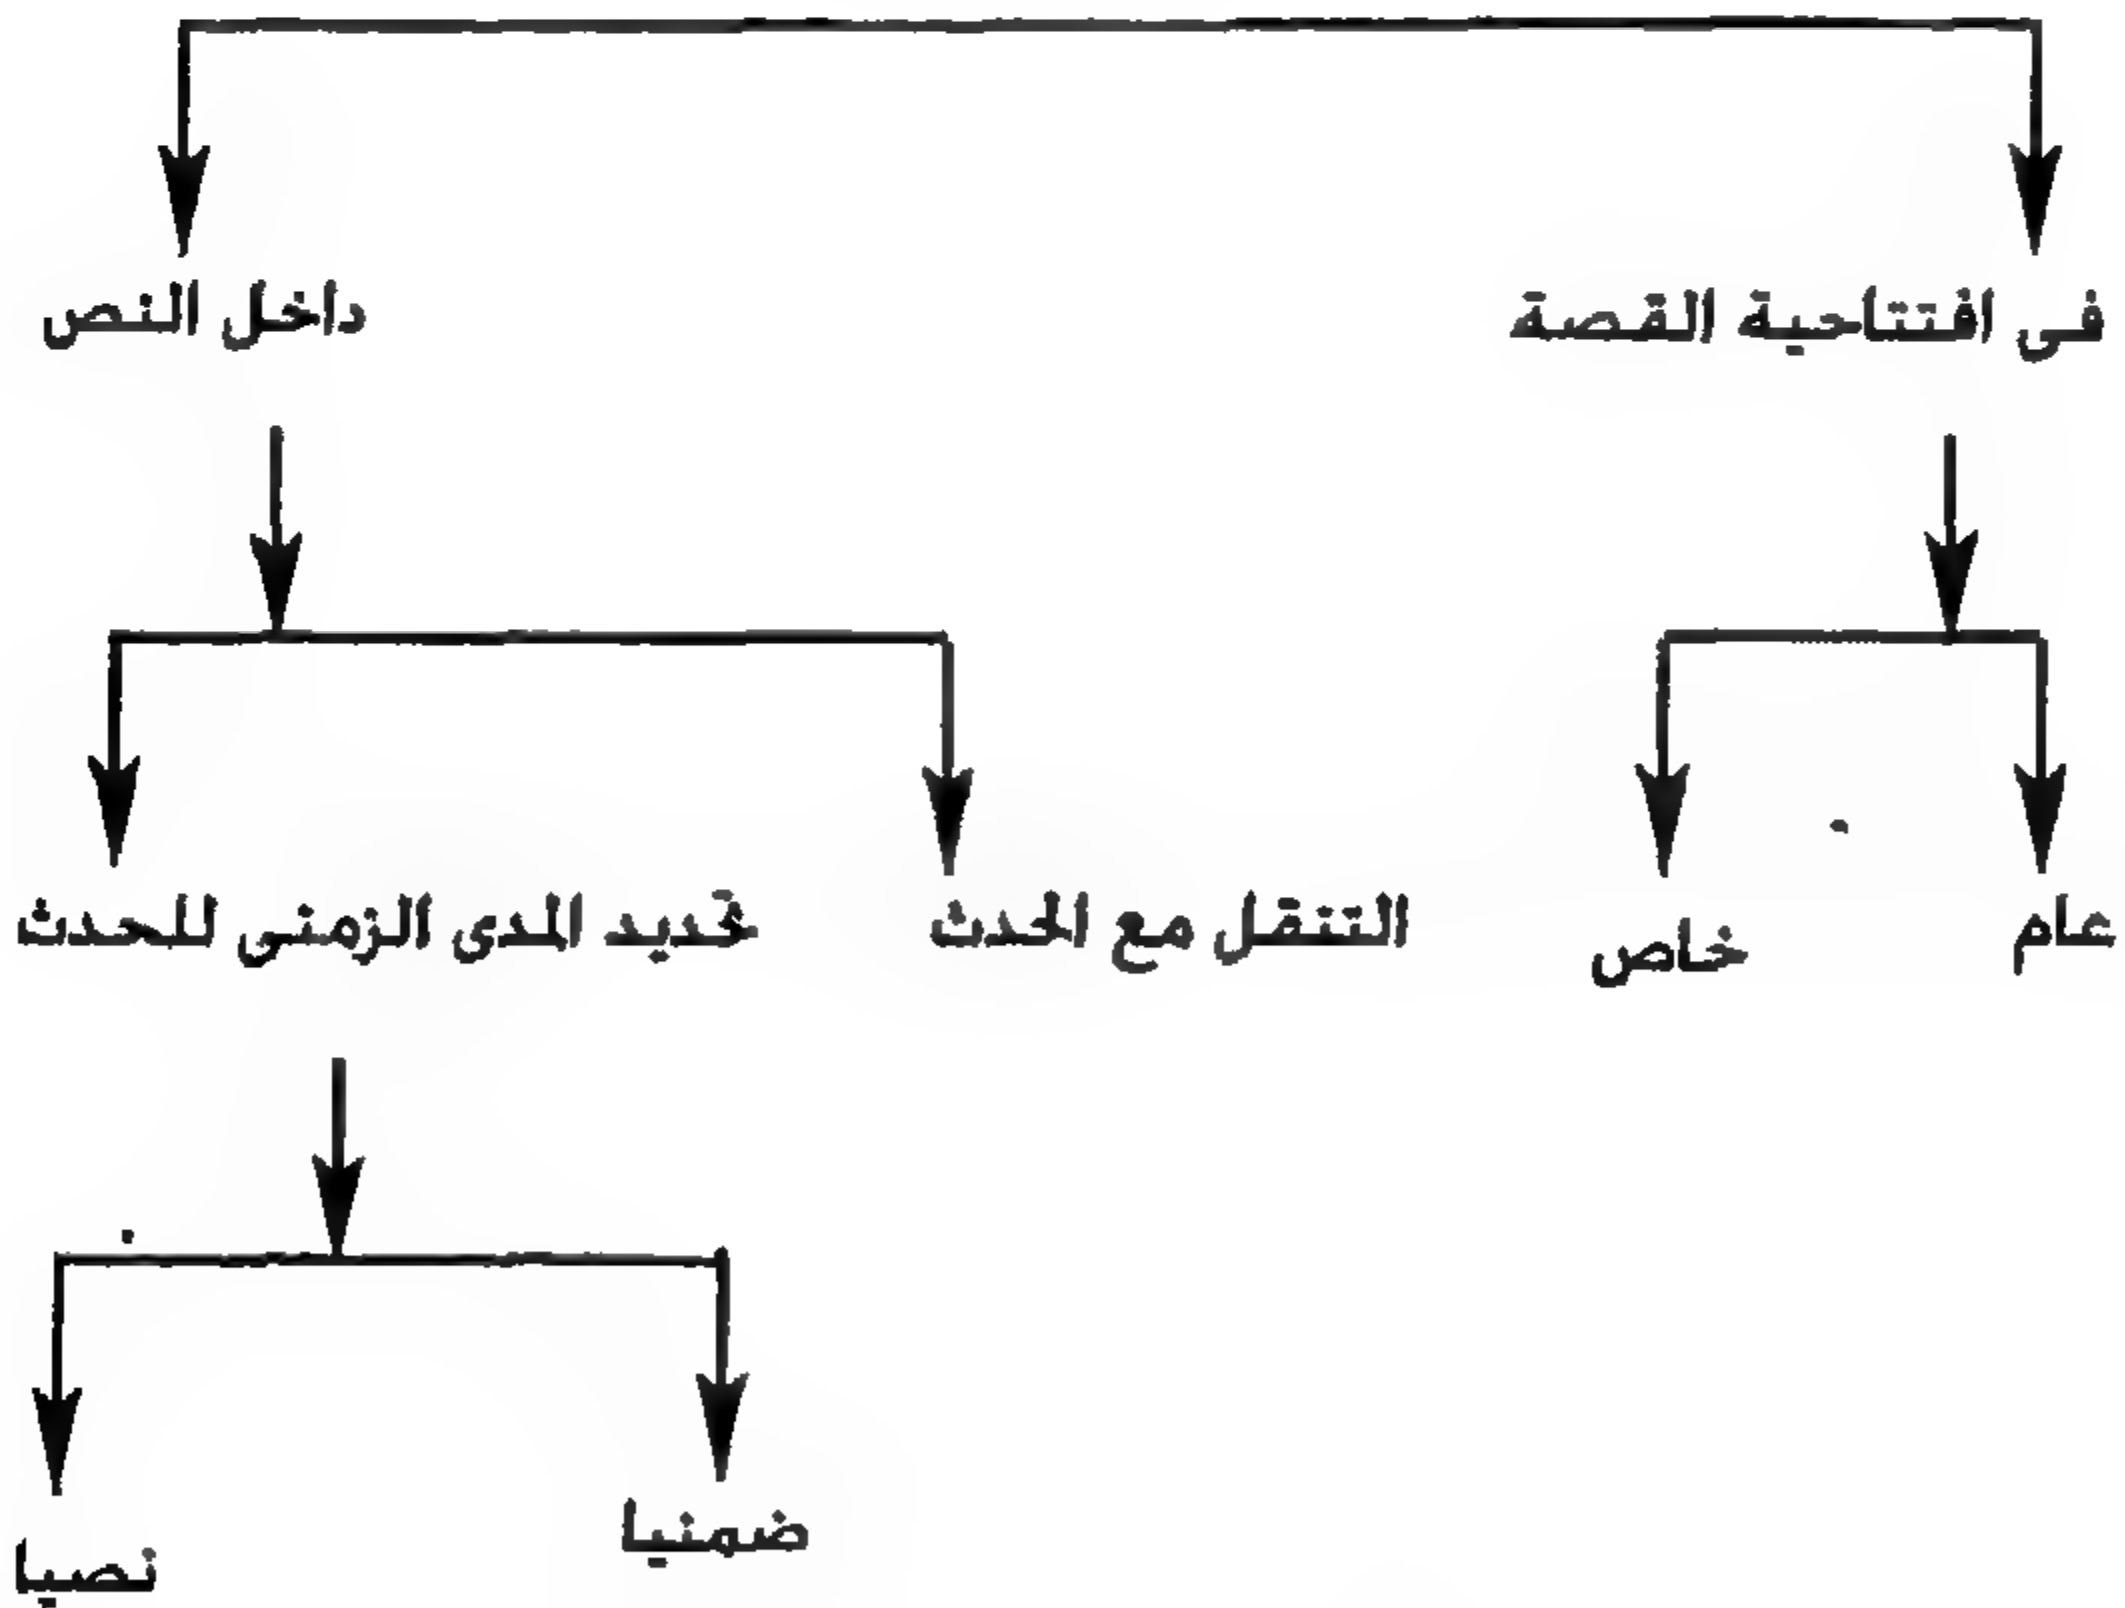 فى افتتاحية القصة
داخل النص
عام
خاص
التنقل مع الحدث
تحديد المدى الزمنى للحدث
ضمنيا
نصيا